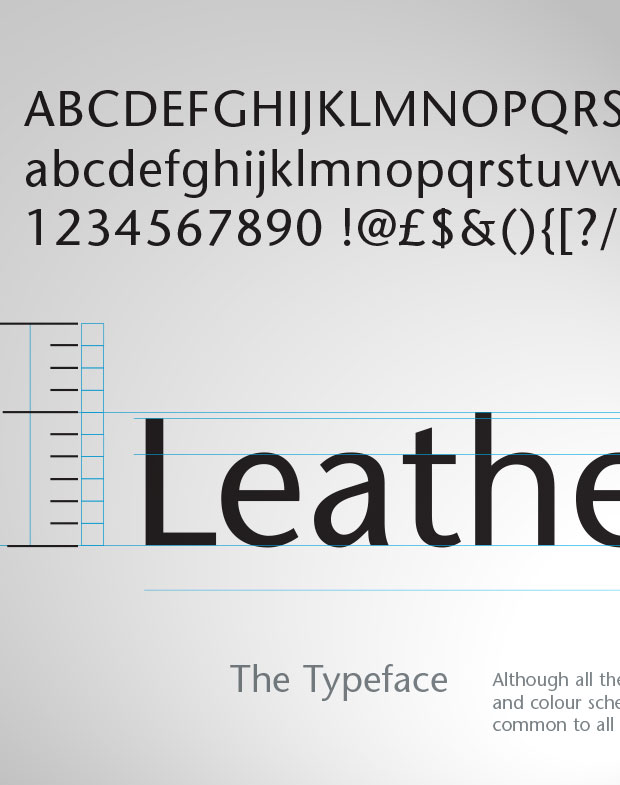 ABCDEFGHIJKLMNOPQRS
abcdefghijklmnopqrstuvw
1234567890 !@£$&(){[?/
Leathe
The Typeface
Although all the
and colour sche
common to all